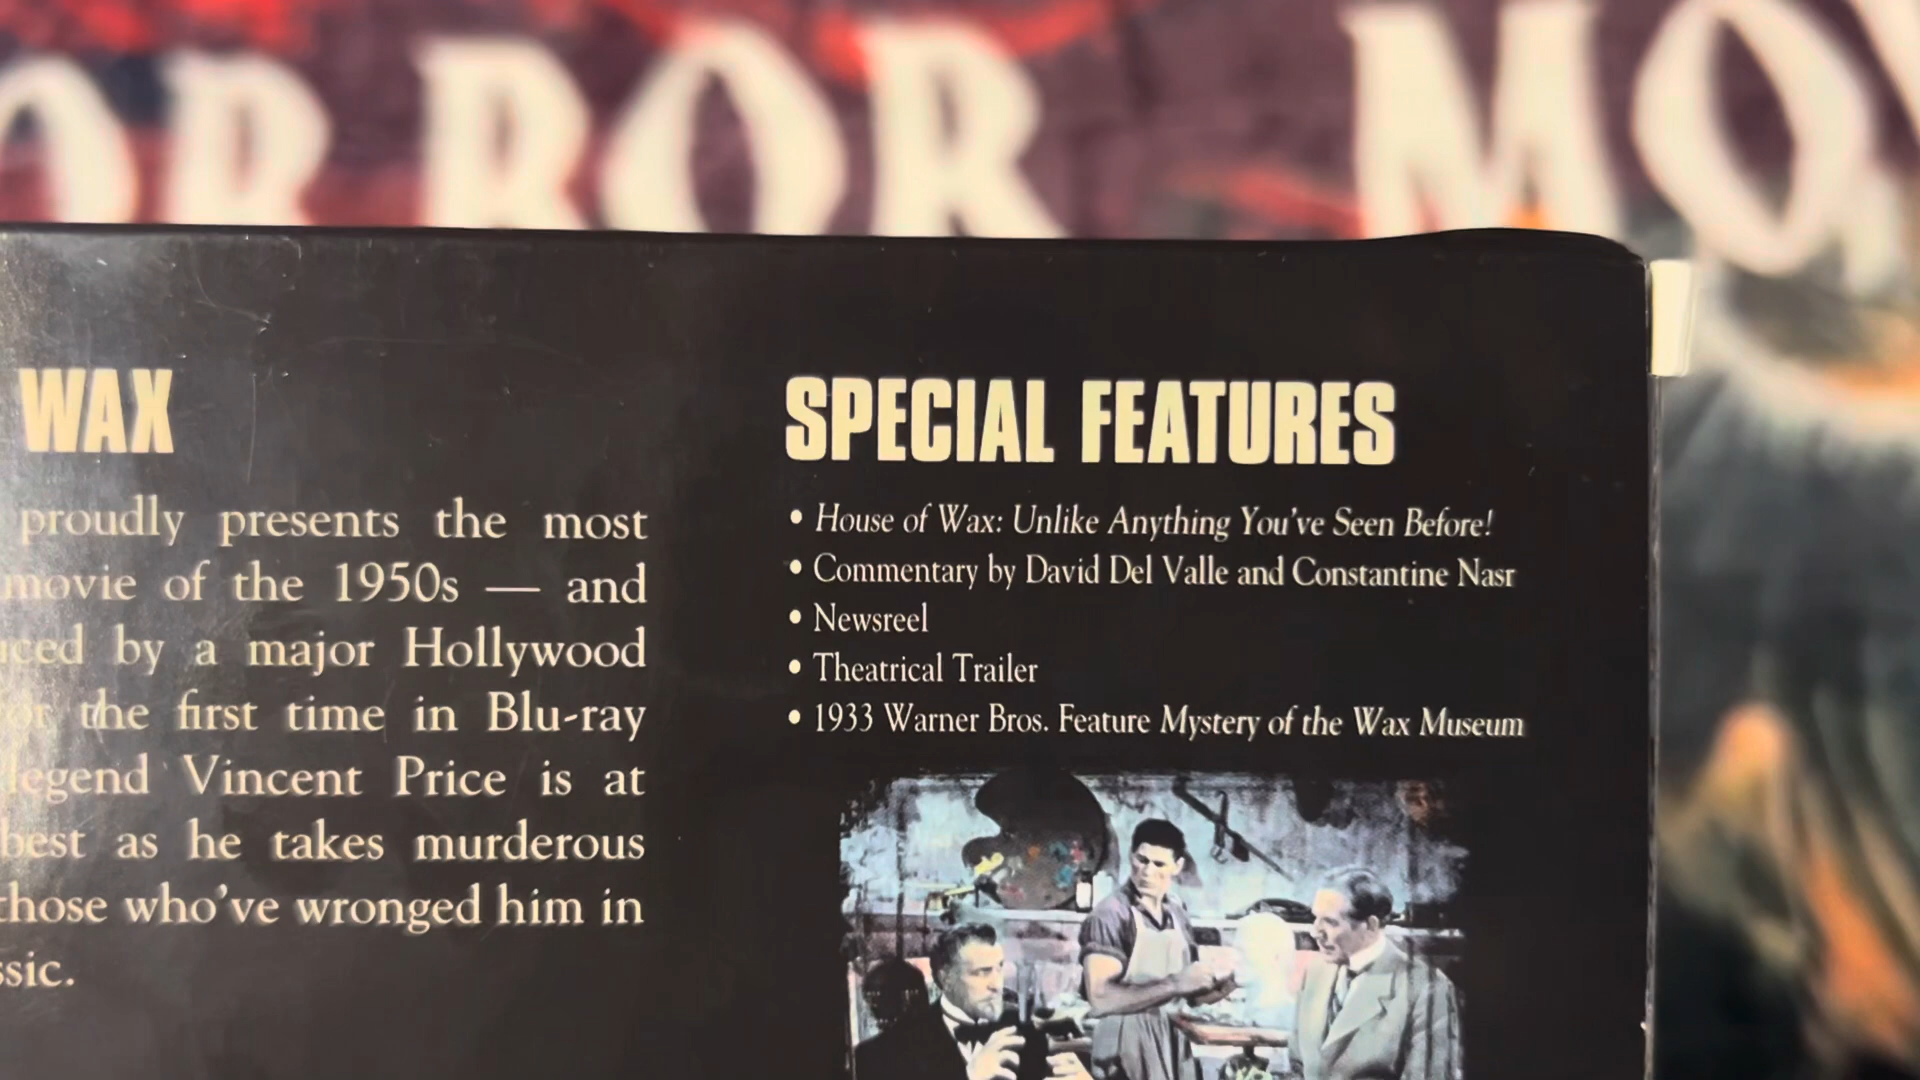 OR ROR MOV
WAX
proudly presents the most
movie of the 1950s — and
by a major Hollywood
the first time in Blu-ray
legend Vincent Price is at
best as he takes murderous
those who've wronged him in
SPECIAL FEATURES
• House of Wax: Unlike Anything You've Seen Before!
• Commentary by David Del Valle and Constantine Nasr
• Newsreel
• Theatrical Trailer
• 1933 Warner Bros. Feature Mystery of the Wax Museum